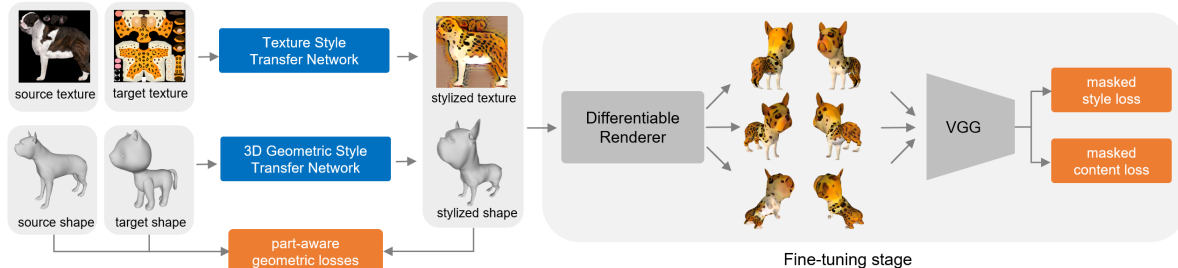 source texture
target texture
Texture Style
Transfer Network
stylized texture
source shape
target shape
3D Geometric Style
Transfer Network
stylized shape
part-aware
geometric losses
Differentiable
Renderer
VGG
masked
style loss
masked
content loss
Fine-tuning stage